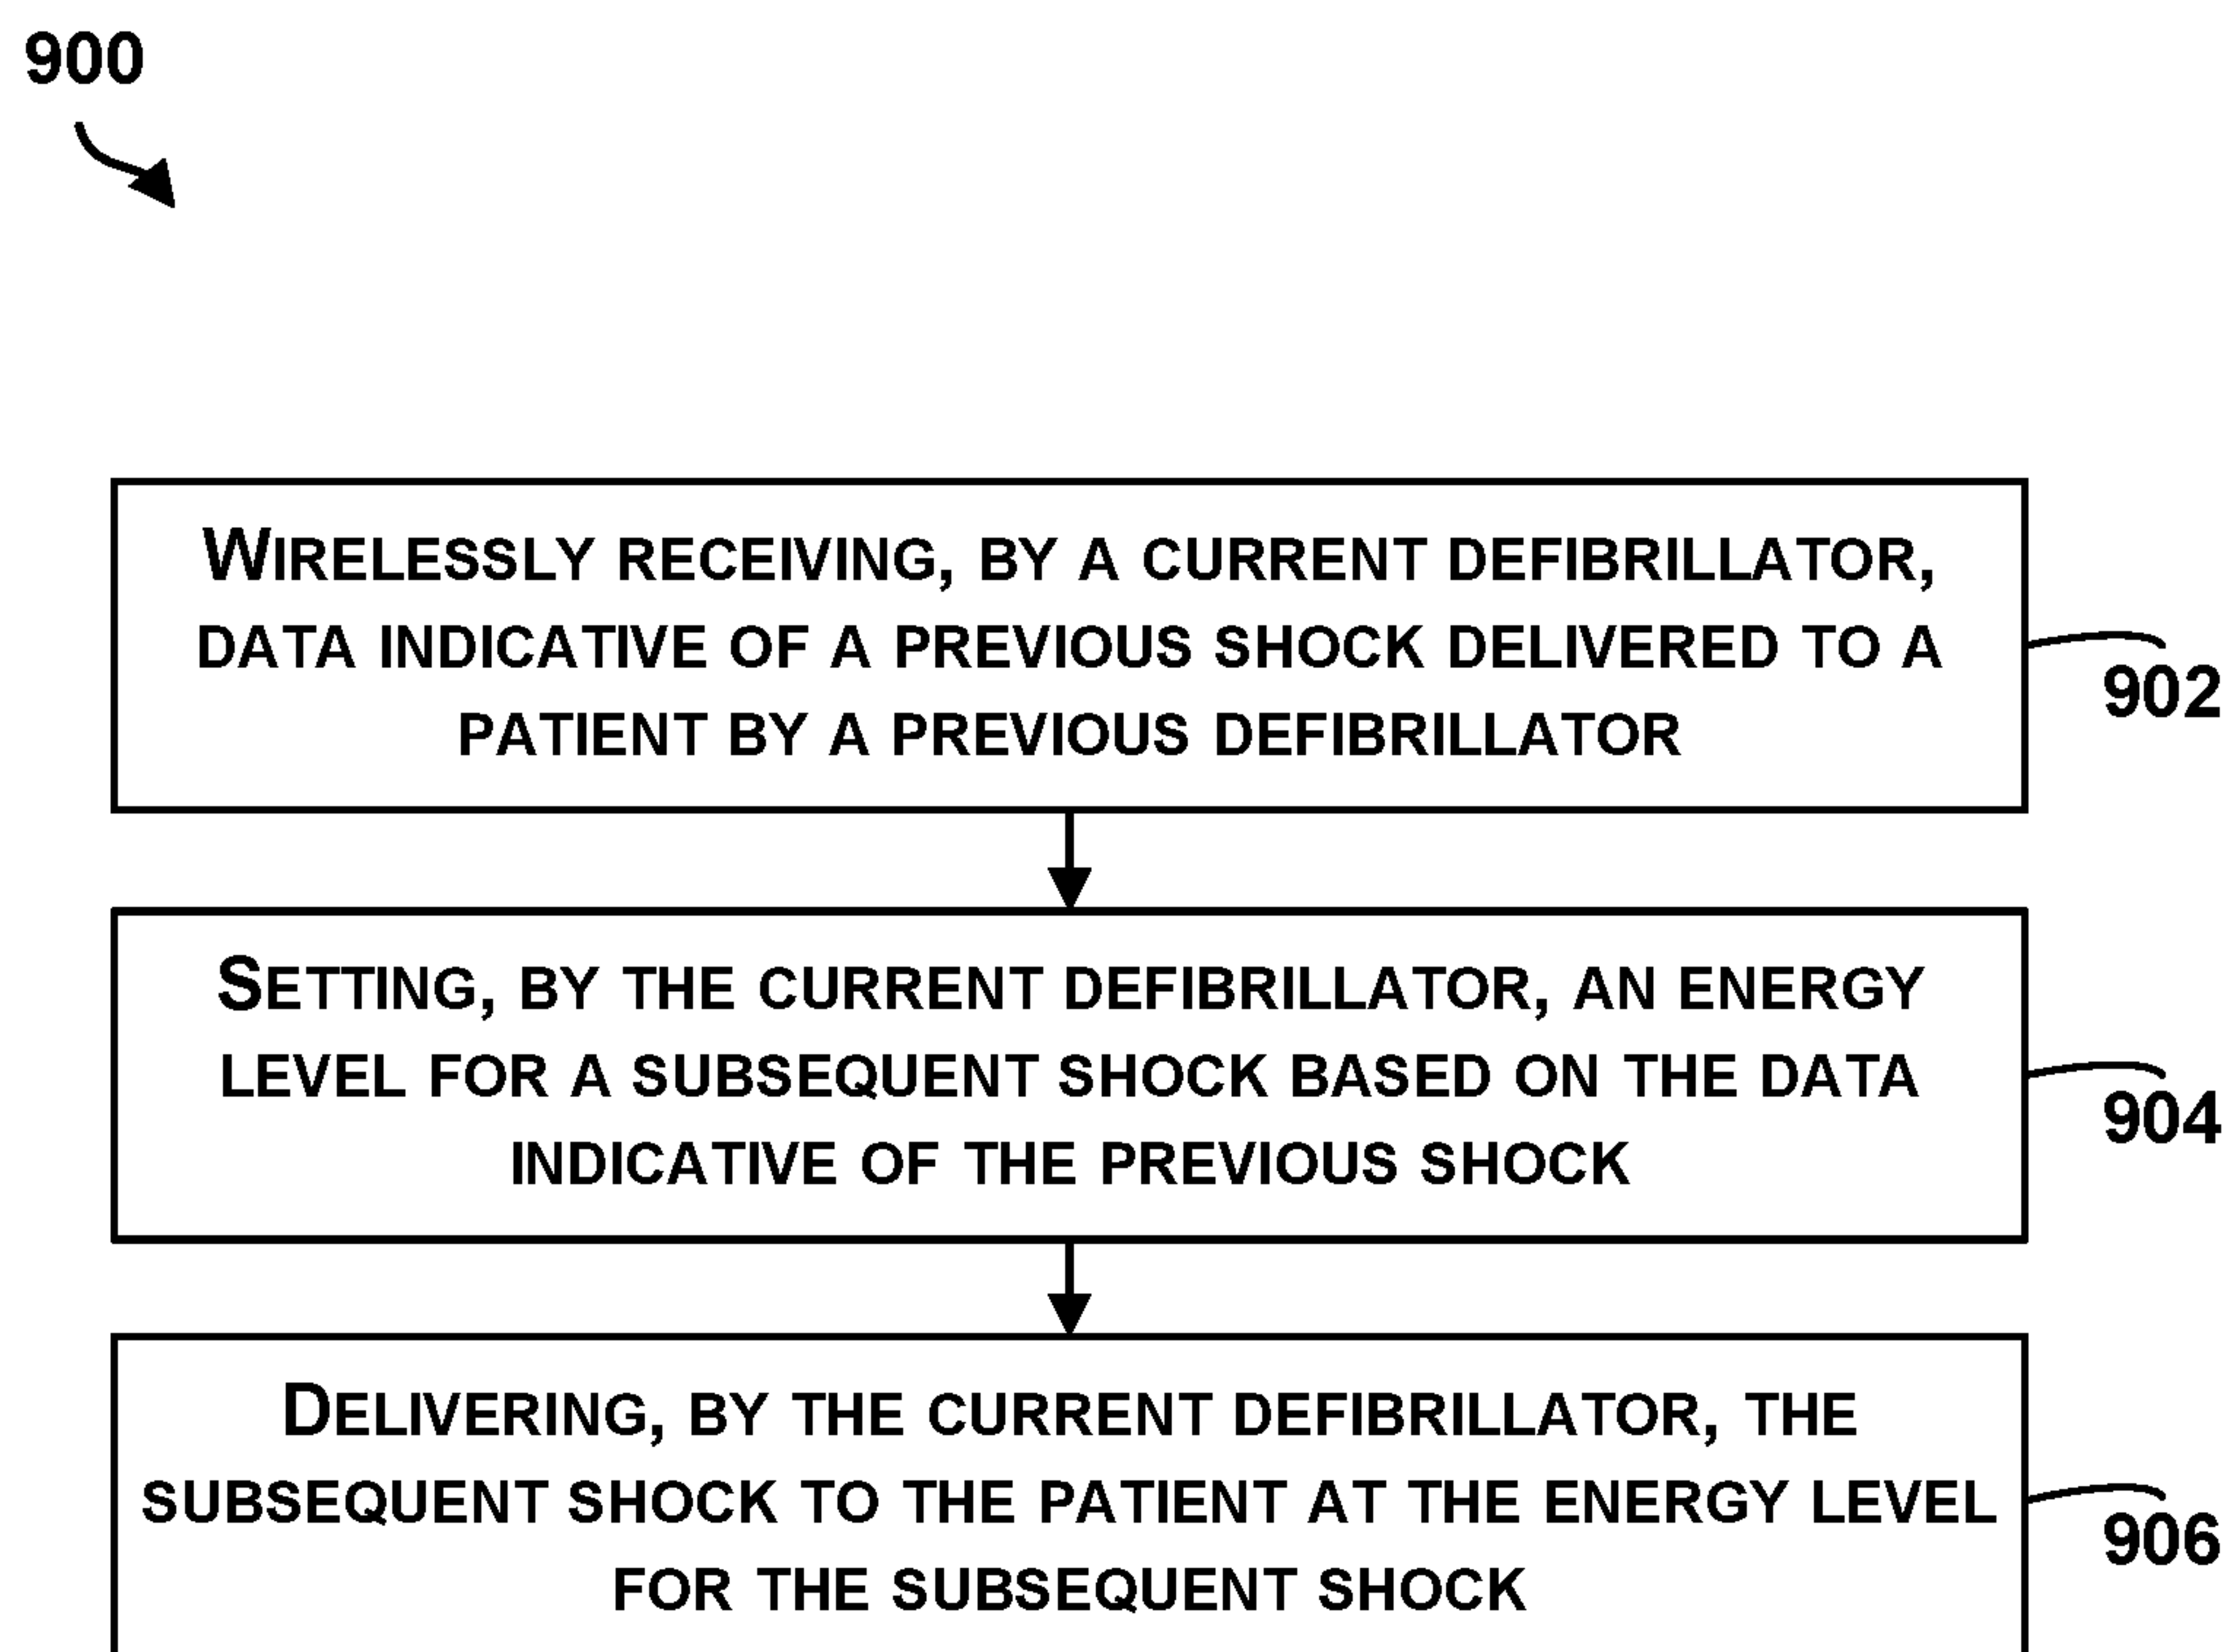 900
WIRELESSLY RECEIVING, BY A CURRENT DEFIBRILLATOR,
DATA INDICATIVE OF A PREVIOUS SHOCK DELIVERED TO A
PATIENT BY A PREVIOUS DEFIBRILLATOR
902
SETTING, BY THE CURRENT DEFIBRILLATOR, AN ENERGY
LEVEL FOR A SUBSEQUENT SHOCK BASED ON THE DATA
INDICATIVE OF THE PREVIOUS SHOCK
904
DELIVERING, BY THE CURRENT DEFIBRILLATOR, THE
SUBSEQUENT SHOCK TO THE PATIENT AT THE ENERGY LEVEL
FOR THE SUBSEQUENT SHOCK
906